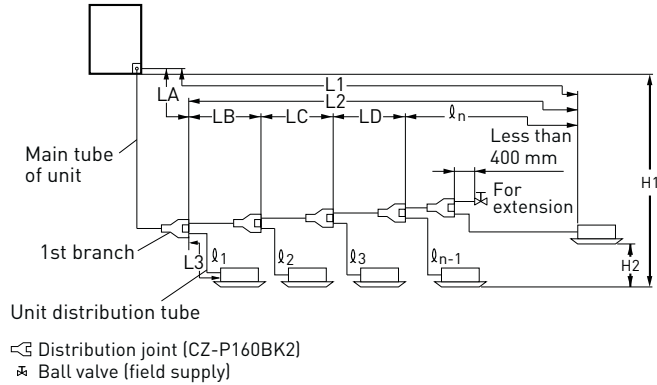 L1
LA
L2
LB
LC
LD
ℓn
Less than
400 mm
Main tube
of unit
H1
For
extension
1st branch
L3
ℓ1
ℓ2
ℓ3
ℓn-1
H2
Unit distribution tube
Distribution joint (CZ-P160BK2)
Ball valve (field supply)